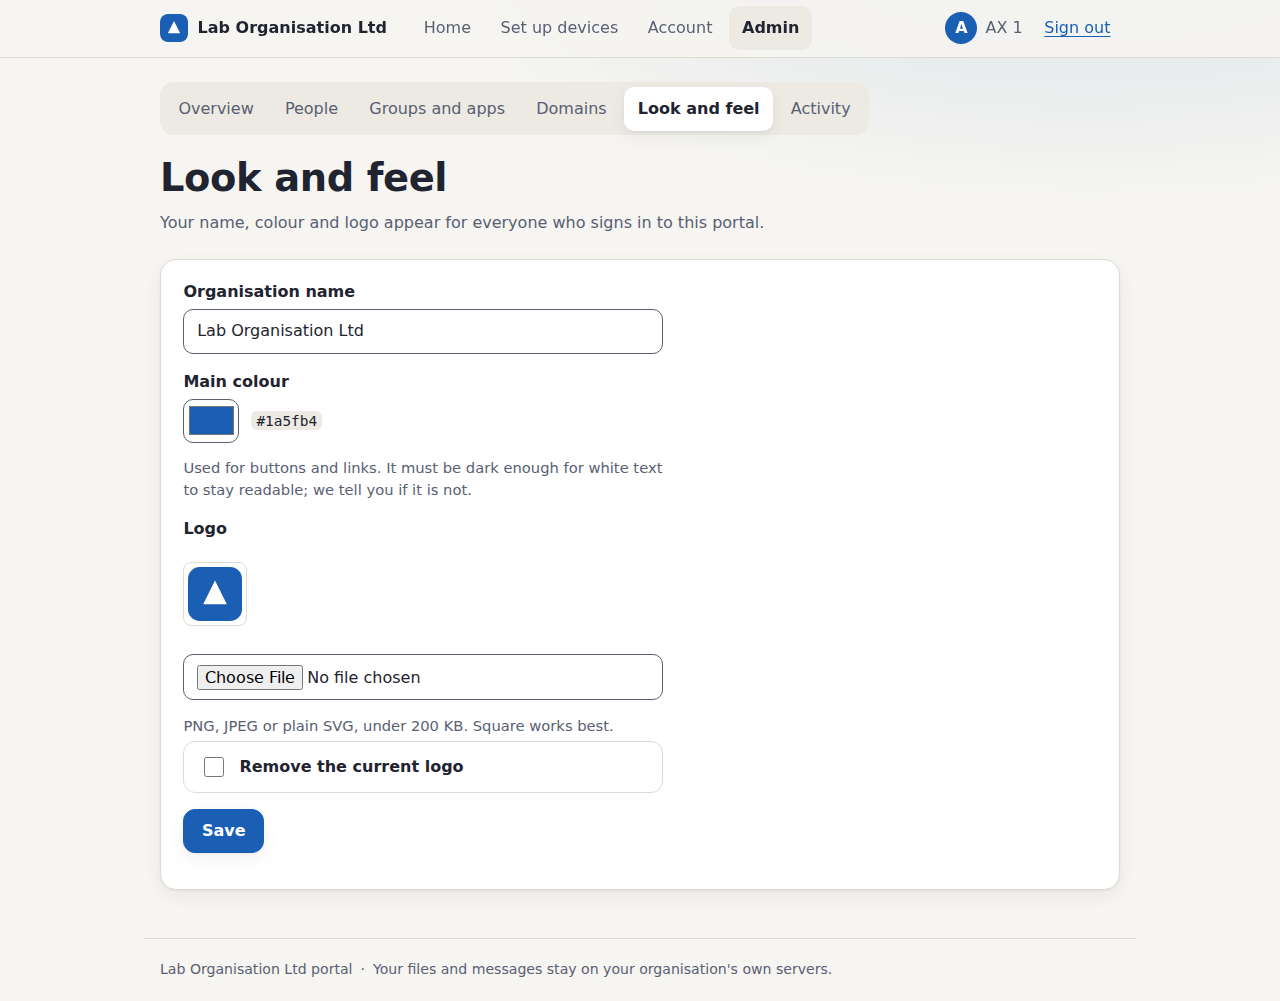 Lab Organisation Ltd
Home
Set up devices
Account
Admin
A
AX 1
Sign out
Overview
People
Groups and apps
Domains
Look and feel
Activity
Look and feel
Your name, colour and logo appear for everyone who signs in to this portal.
Organisation name
Lab Organisation Ltd
Main colour
#1a5fb4
Used for buttons and links. It must be dark enough for white text
to stay readable; we tell you if it is not.
Logo
Choose File No file chosen
PNG, JPEG or plain SVG, under 200 KB. Square works best.
Remove the current logo
Save
Lab Organisation Ltd portal · Your files and messages stay on your organisation's own servers.